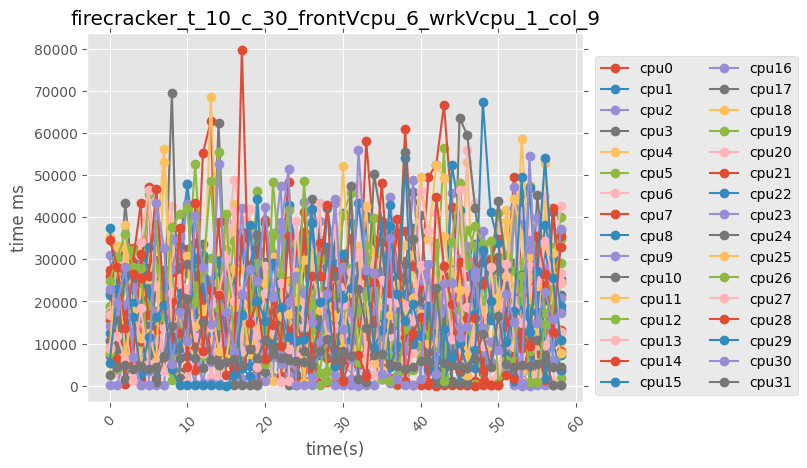 firecracker_t_10_c_30_frontVcpu_6_wrkVcpu_1_col_9
80000
70000
60000
50000
40000
30000
20000
10000
0
time ms
0
10
20
30
40
50
60
time(s)
cpu0
cpu1
cpu2
cpu3
cpu4
cpu5
cpu6
cpu7
cpu8
cpu9
cpu10
cpu11
cpu12
cpu13
cpu14
cpu15
cpu16
cpu17
cpu18
cpu19
cpu20
cpu21
cpu22
cpu23
cpu24
cpu25
cpu26
cpu27
cpu28
cpu29
cpu30
cpu31